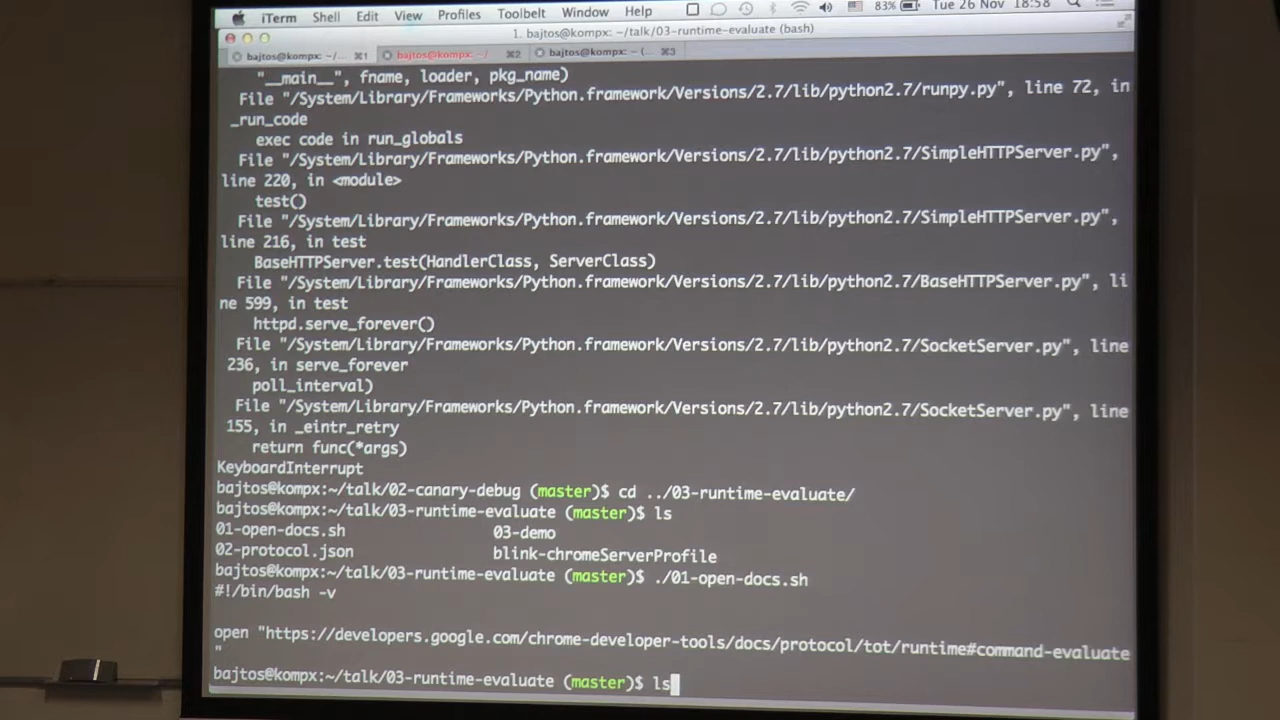 iTerm Shell Edit View Profiles Toolbelt Window Help 83% Tue 26 Nov 18:58
1. bajtos@kompx: ~/talk/03-runtime-evaluate (bash)
bajtos@kompx: ~/... ⌘1 bajtos@kompx: ~/ ⌘2 bajtos@kompx: ~ (... ⌘3
"__main__", fname, loader, pkg_name)
File "/System/Library/Frameworks/Python.framework/Versions/2.7/lib/python2.7/runpy.py", line 72, in
_run_code
exec code in run_globals
File "/System/Library/Frameworks/Python.framework/Versions/2.7/lib/python2.7/SimpleHTTPServer.py",
line 220, in <module>
test()
File "/System/Library/Frameworks/Python.framework/Versions/2.7/lib/python2.7/SimpleHTTPServer.py",
line 216, in test
BaseHTTPServer.test(HandlerClass, ServerClass)
File "/System/Library/Frameworks/Python.framework/Versions/2.7/lib/python2.7/BaseHTTPServer.py", li
ne 599, in test
httpd.serve_forever()
File "/System/Library/Frameworks/Python.framework/Versions/2.7/lib/python2.7/SocketServer.py", line
236, in serve_forever
poll_interval)
File "/System/Library/Frameworks/Python.framework/Versions/2.7/lib/python2.7/SocketServer.py", line
155, in _eintr_retry
return func(*args)
KeyboardInterrupt
bajtos@kompx:~/talk/02-canary-debug (master)$ cd ../03-runtime-evaluate/
bajtos@kompx:~/talk/03-runtime-evaluate (master)$ ls
01-open-docs.sh 03-demo
02-protocol.json blink-chromeServerProfile
bajtos@kompx:~/talk/03-runtime-evaluate (master)$ ./01-open-docs.sh
#!/bin/bash -v
open "https://developers.google.com/chrome-developer-tools/docs/protocol/tot/runtime#command-evaluate
"
bajtos@kompx:~/talk/03-runtime-evaluate (master)$ ls